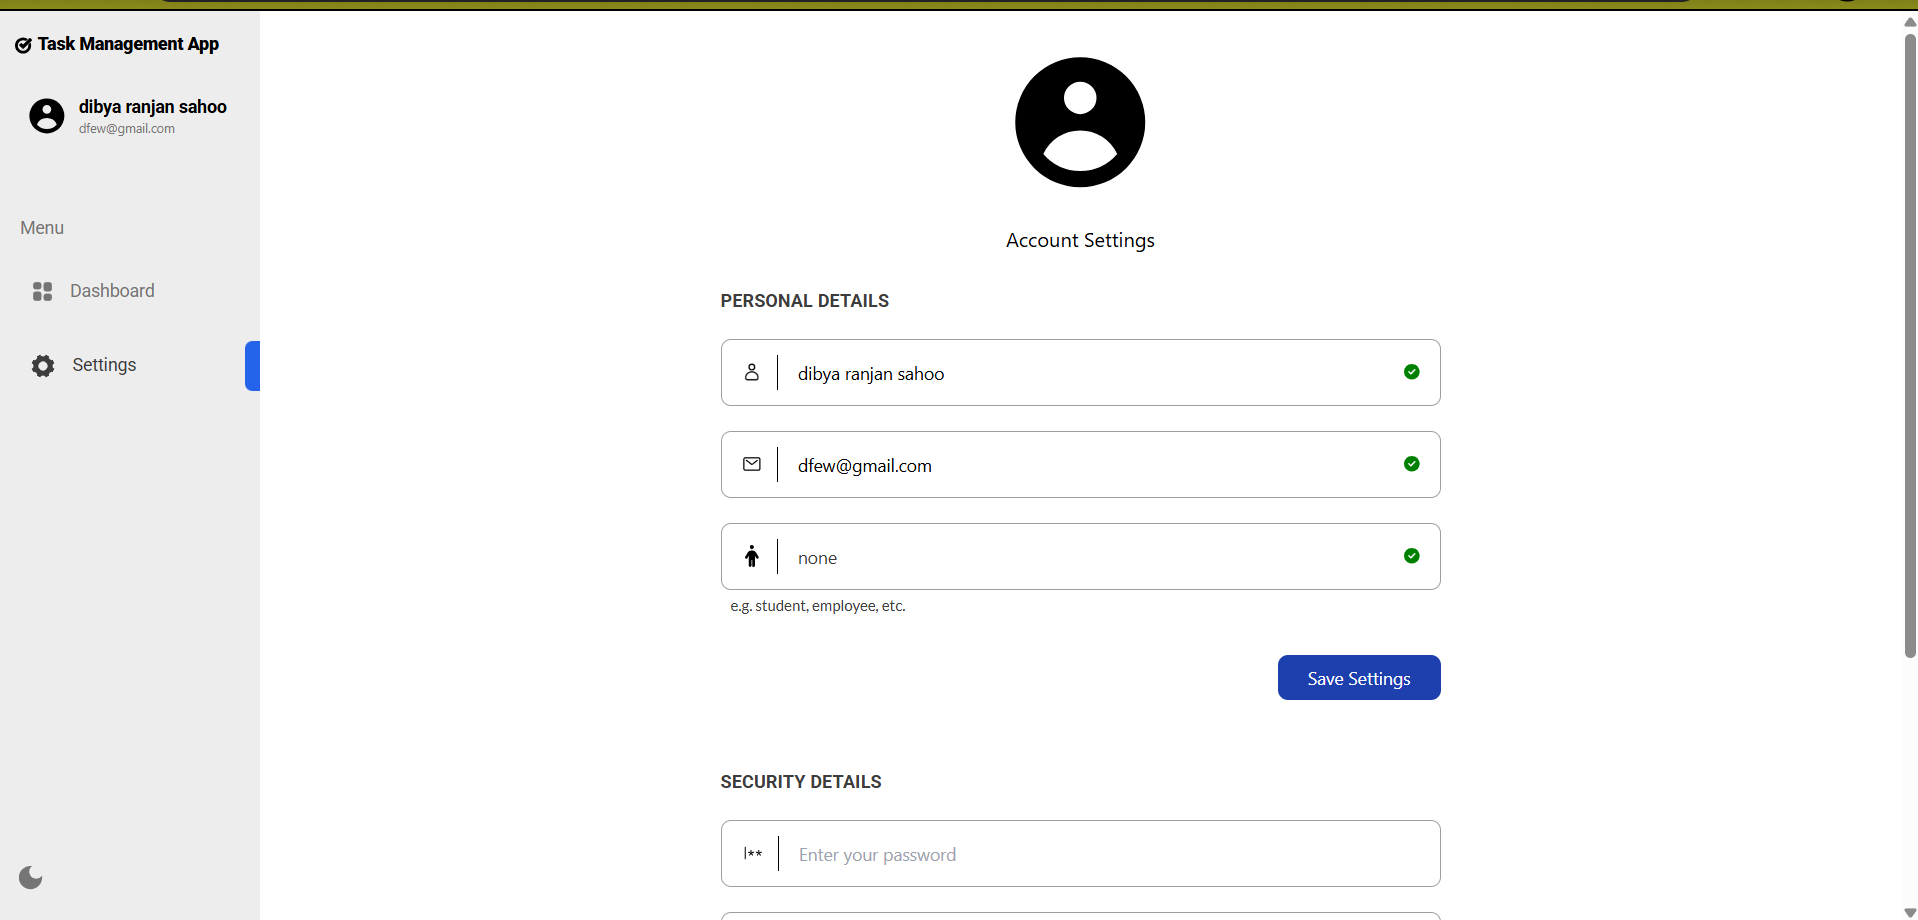 Task Management App
dibya ranjan sahoo
dfew@gmail.com
Menu
Dashboard
Settings
Account Settings
PERSONAL DETAILS
dibya ranjan sahoo
dfew@gmail.com
none
e.g. student, employee, etc.
Save Settings
SECURITY DETAILS
|** Enter your password